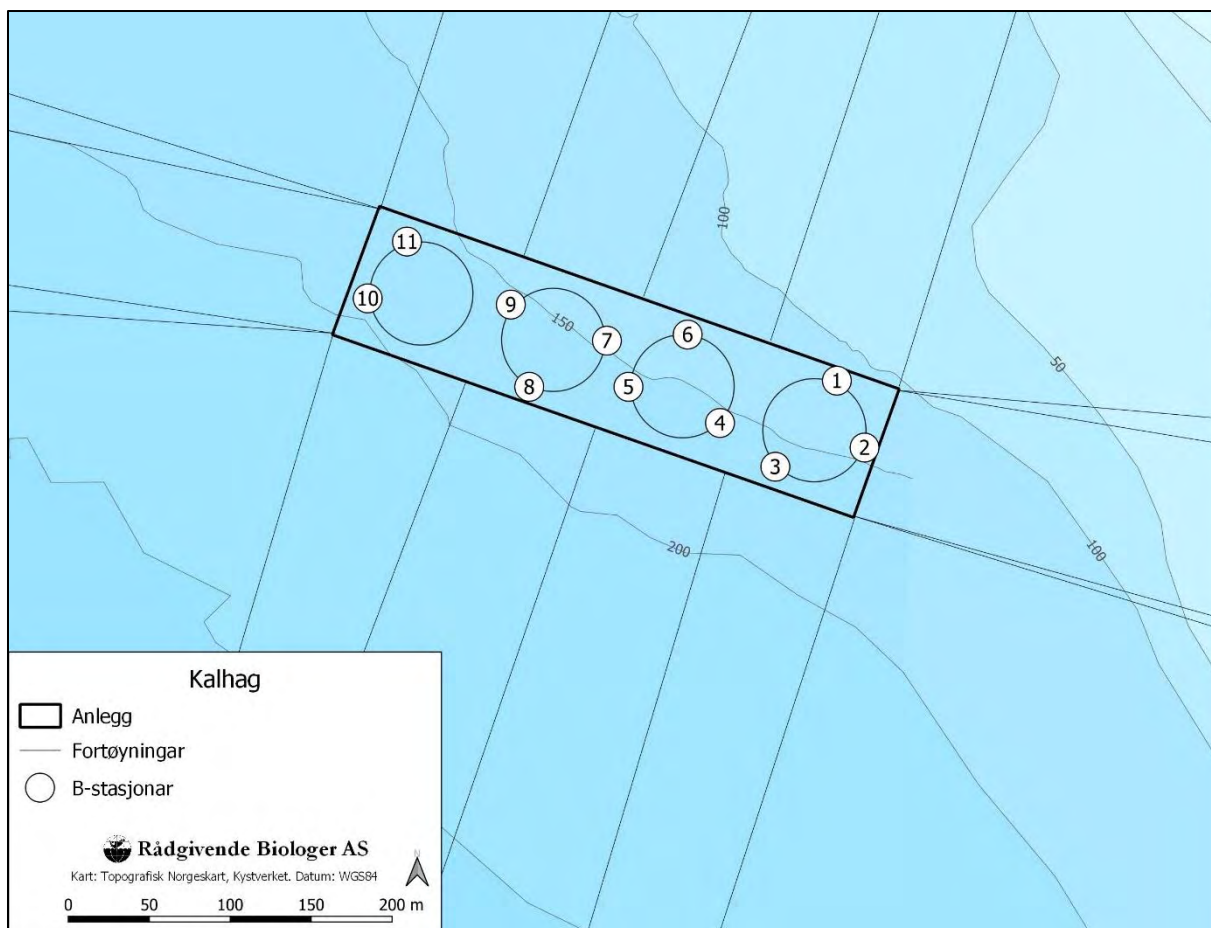 100
11
10
9
150
7
8
6
5
4
1
2
3
50
100
200
Kalhag
Anlegg
Fortøyningar
B-stasjonar
Rådgivende Biologer AS
N
Kart: Topografisk Norgeskart, Kystverket. Datum: WGS84
0 50 100 150 200 m